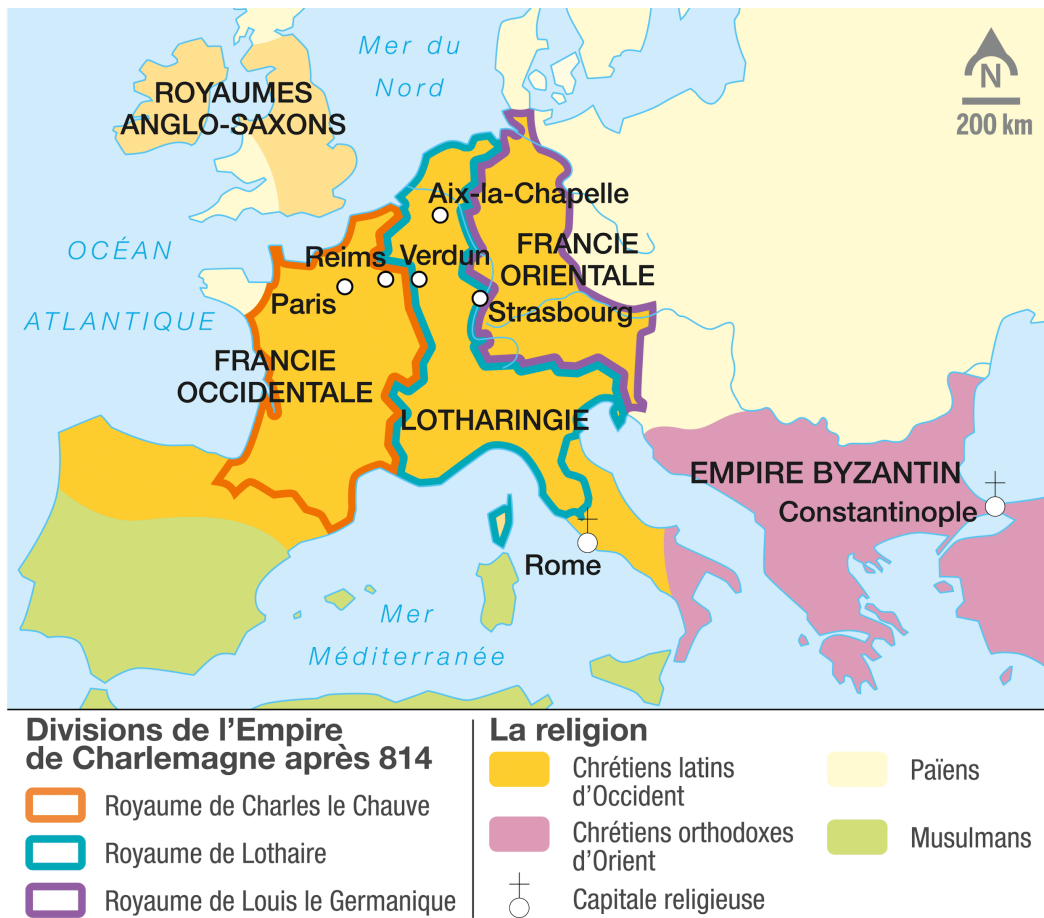 Mer du
Nord
N
200 km
ROYAUMES
ANGLO-SAXONS
Aix-la-Chapelle
OCÉAN
ATLANTIQUE
Reims
Verdun
FRANCIE
ORIENTALE
Paris
Strasbourg
FRANCIE
OCCIDENTALE
LOTHARINGIE
EMPIRE BYZANTIN
Constantinople
Rome
Mer
Méditerranée
Divisions de l’Empire
de Charlemagne après 814
Royaume de Charles le Chauve
Royaume de Lothaire
Royaume de Louis le Germanique
La religion
Chrétiens latins
d’Occident
Chrétiens orthodoxes
d’Orient
Capitale religieuse
Païens
Musulmans